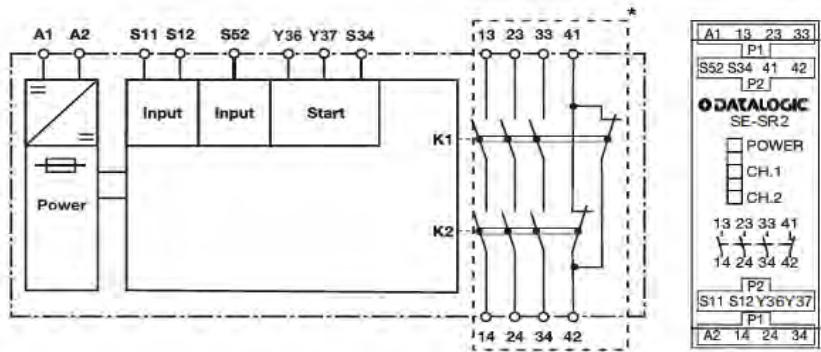 *
A1 A2 S11 S12 S52 Y36 Y37 S34 13 23 33 41
Input Input Start
K1
Power
K2
14 24 34 42
A1 13 23 33
P1
S52 S34 41 42
P2
DATALOGIC
SE-SR2
POWER
CH.1
CH.2
13 23 33 41
14 24 34 42
P2
S11 S12 Y36 Y37
P1
A2 14 24 34